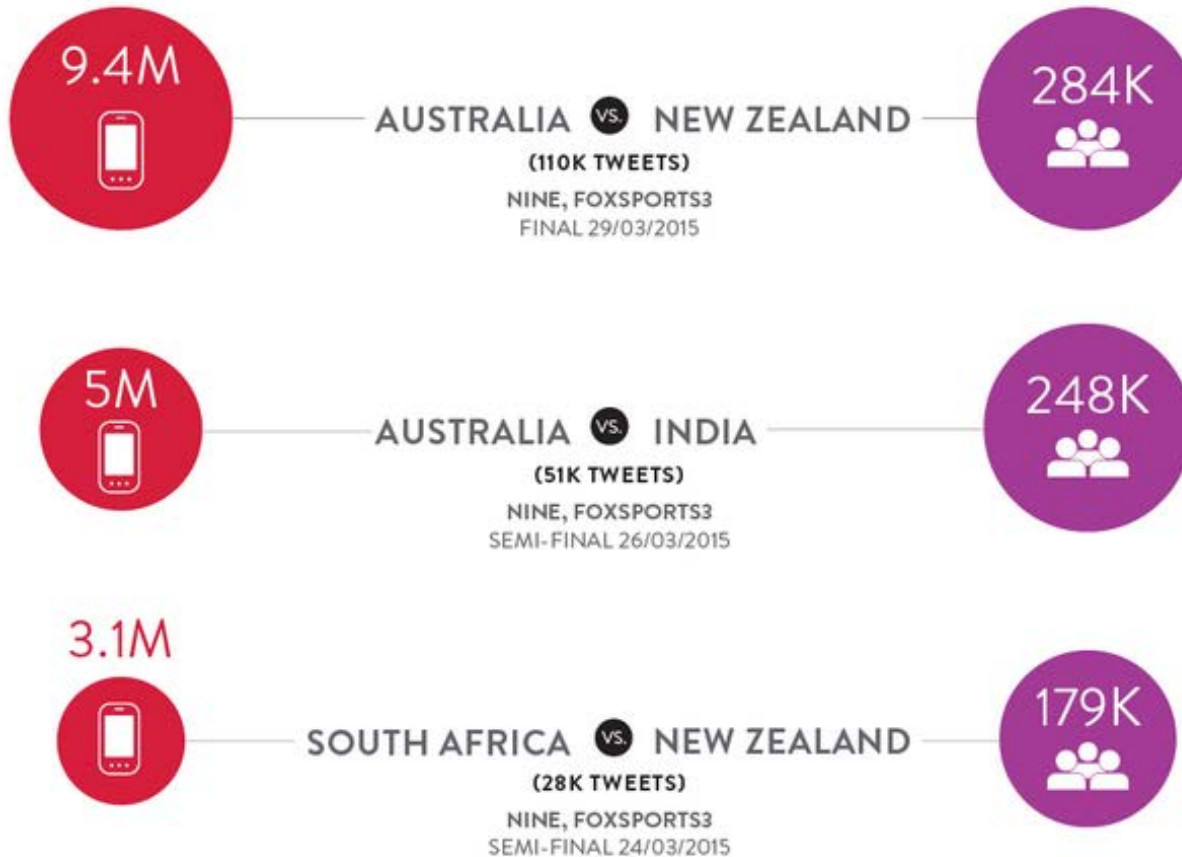 9.4M
AUSTRALIA VS. NEW ZEALAND
284K
(110K TWEETS)
NINE, FOXSPORTS3
FINAL 29/03/2015
5M
AUSTRALIA VS. INDIA
248K
(51K TWEETS)
NINE, FOXSPORTS3
SEMI-FINAL 26/03/2015
3.1M
SOUTH AFRICA VS. NEW ZEALAND
179K
(28K TWEETS)
NINE, FOXSPORTS3
SEMI-FINAL 24/03/2015